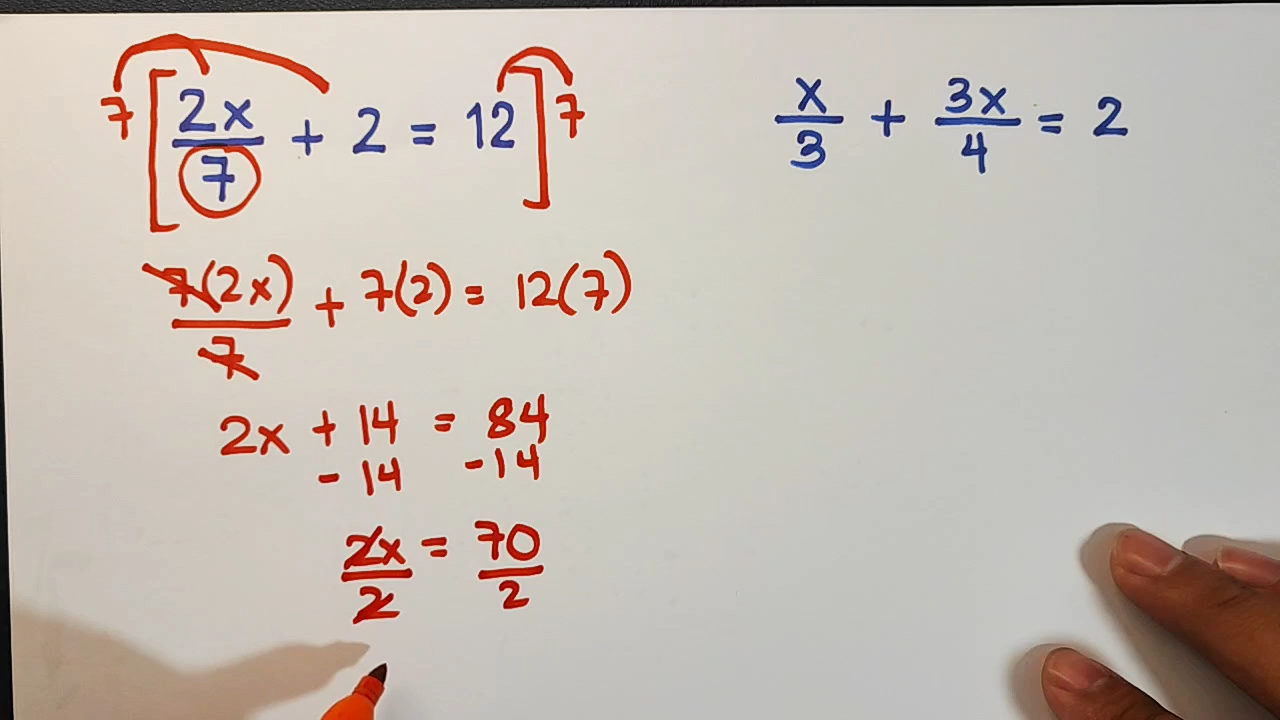 7[2x/7 + 2 = 12]7
7(2x)/7 + 7(2) = 12(7)
2x + 14 = 84
- 14 -14
2x/2 = 70/2
x/3 + 3x/4 = 2